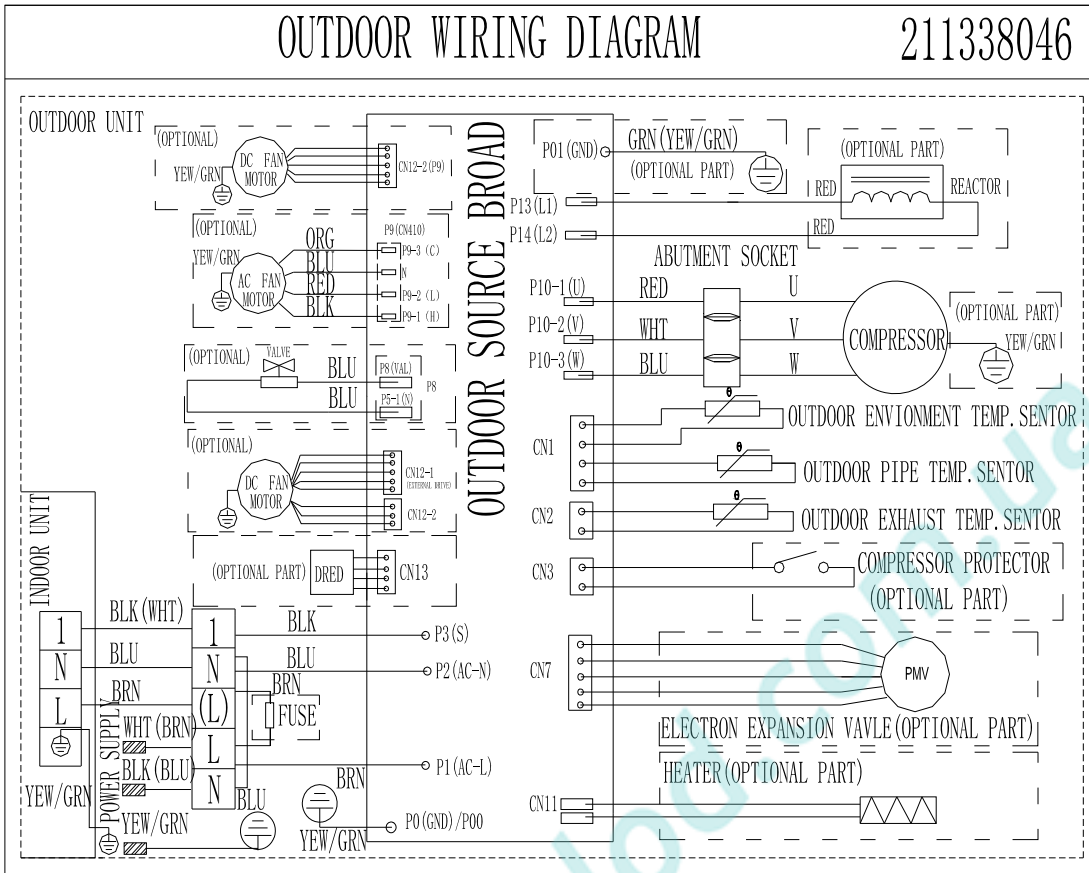 OUTDOOR WIRING DIAGRAM
211338046
OUTDOOR UNIT
(OPTIONAL)
DC FAN
MOTOR
YEW/GRN
CN12-2(P9)
(OPTIONAL)
YEW/GRN
AC FAN
MOTOR
ORG
BLU
RED
BLK
P9(CN410)
P9-3 (C)
N
P9-2 (L)
P9-1 (H)
(OPTIONAL)
VALVE
BLU
BLU
P8(VAL)
P5-1(N)
P8
(OPTIONAL)
DC FAN
MOTOR
CN12-1
(EXTERNAL DRIVE)
CN12-2
(OPTIONAL PART)
DRED
CN13
OUTDOOR SOURCE BROAD
INDOOR UNIT
1
N
L
BLK(WHT)
BLU
BRN
WHT(BRN)
BLK(BLU)
YEW/GRN
POWER SUPPLY
YEW/GRN
1
N
(L)
L
N
BLK
BLU
BRN
FUSE
BLU
BRN
YEW/GRN
P3(S)
P2(AC-N)
P1(AC-L)
P0(GND)/P00
P01(GND)
GRN(YEW/GRN)
(OPTIONAL PART)
(OPTIONAL PART)
RED
REACTOR
RED
P13(L1)
P14(L2)
ABUTMENT SOCKET
P10-1(U)
RED
U
P10-2(V)
WHT
V
P10-3(W)
BLU
W
COMPRESSOR
(OPTIONAL PART)
YEW/GRN
CN1
θ
OUTDOOR ENVIONMENT TEMP.SENTOR
θ
OUTDOOR PIPE TEMP.SENTOR
CN2
θ
OUTDOOR EXHAUST TEMP.SENTOR
CN3
COMPRESSOR PROTECTOR
(OPTIONAL PART)
CN7
PMV
ELECTRON EXPANSION VAVLE(OPTIONAL PART)
HEATER(OPTIONAL PART)
CN11
lod.com.ua